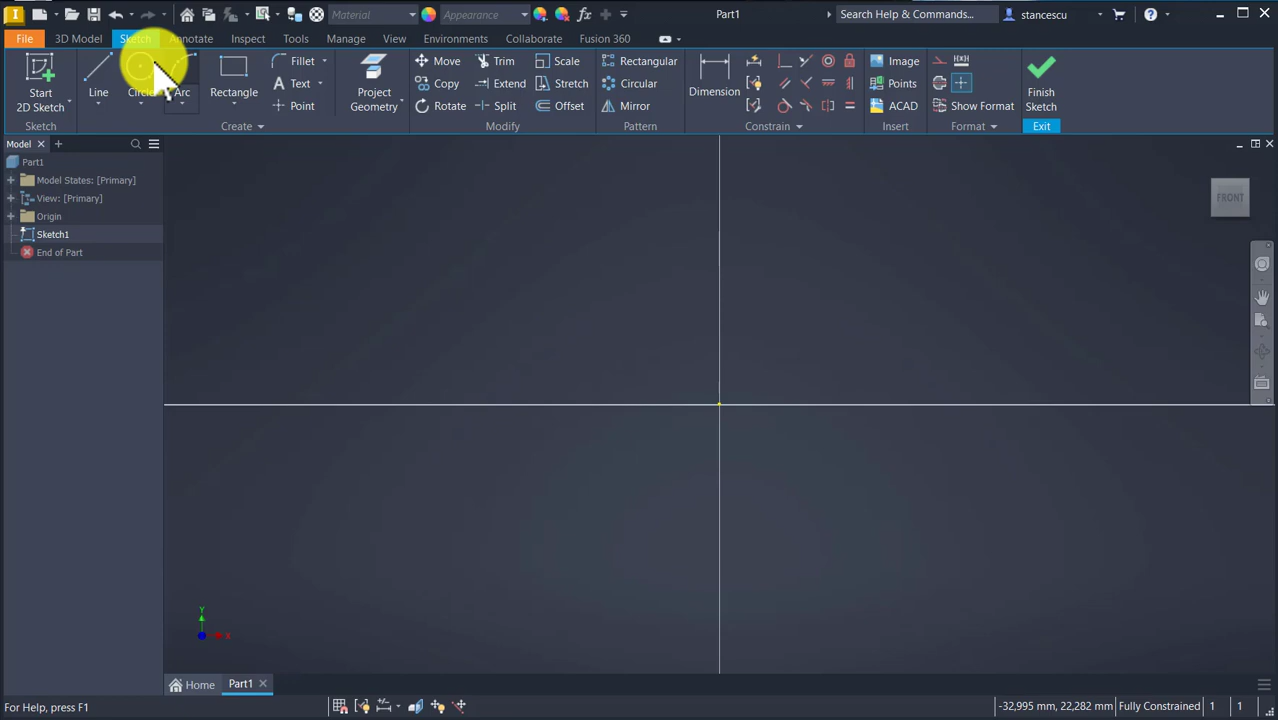 Material
Appearance
Part1
Search Help & Commands...
stancescu
File
3D Model
Sketch
Annotate
Inspect
Tools
Manage
View
Environments
Collaborate
Fusion 360
Start
2D Sketch
Line
Circle
Arc
Rectangle
Fillet
Text
Point
Project
Geometry
Move
Copy
Rotate
Trim
Extend
Split
Scale
Stretch
Offset
Rectangular
Circular
Mirror
Dimension
Image
Points
ACAD
Show Format
Finish
Sketch
Sketch
Create
Modify
Pattern
Constrain
Insert
Format
Exit
Model
Part1
Model States: [Primary]
View: [Primary]
Origin
Sketch1
End of Part
FRONT
Y
X
Home
Part1
For Help, press F1
-32,995 mm, 22,282 mm
Fully Constrained
1
1